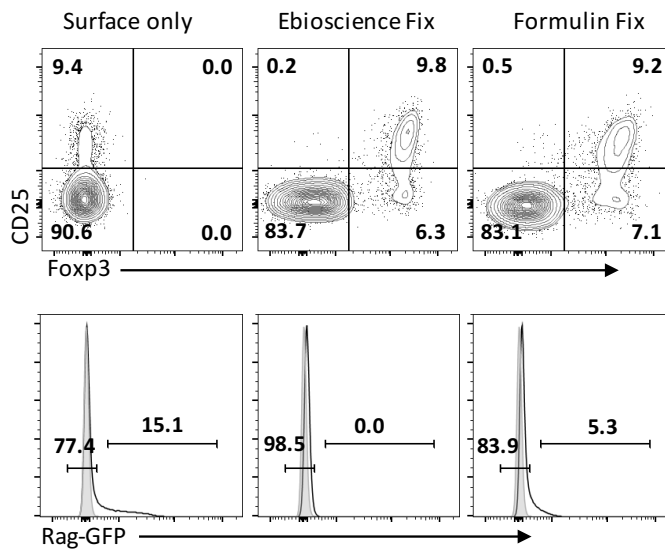 Surface only Ebioscience Fix Formulin Fix
9.4 0.0 0.2 9.8 0.5 9.2
CD25
90.6 0.0 83.7 6.3 83.1 7.1
Foxp3
15.1 0.0 5.3
77.4 98.5 83.9
Rag-GFP